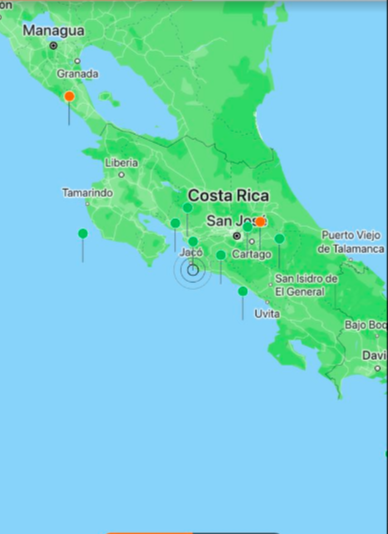 ón
Managua
Granada
Liberia
Tamarindo
Costa Rica
San José
Puerto Viejo
de Talamanca
Jacó
Cartago
San Isidro de
El General
Uvita
Bajo Boq
Davi